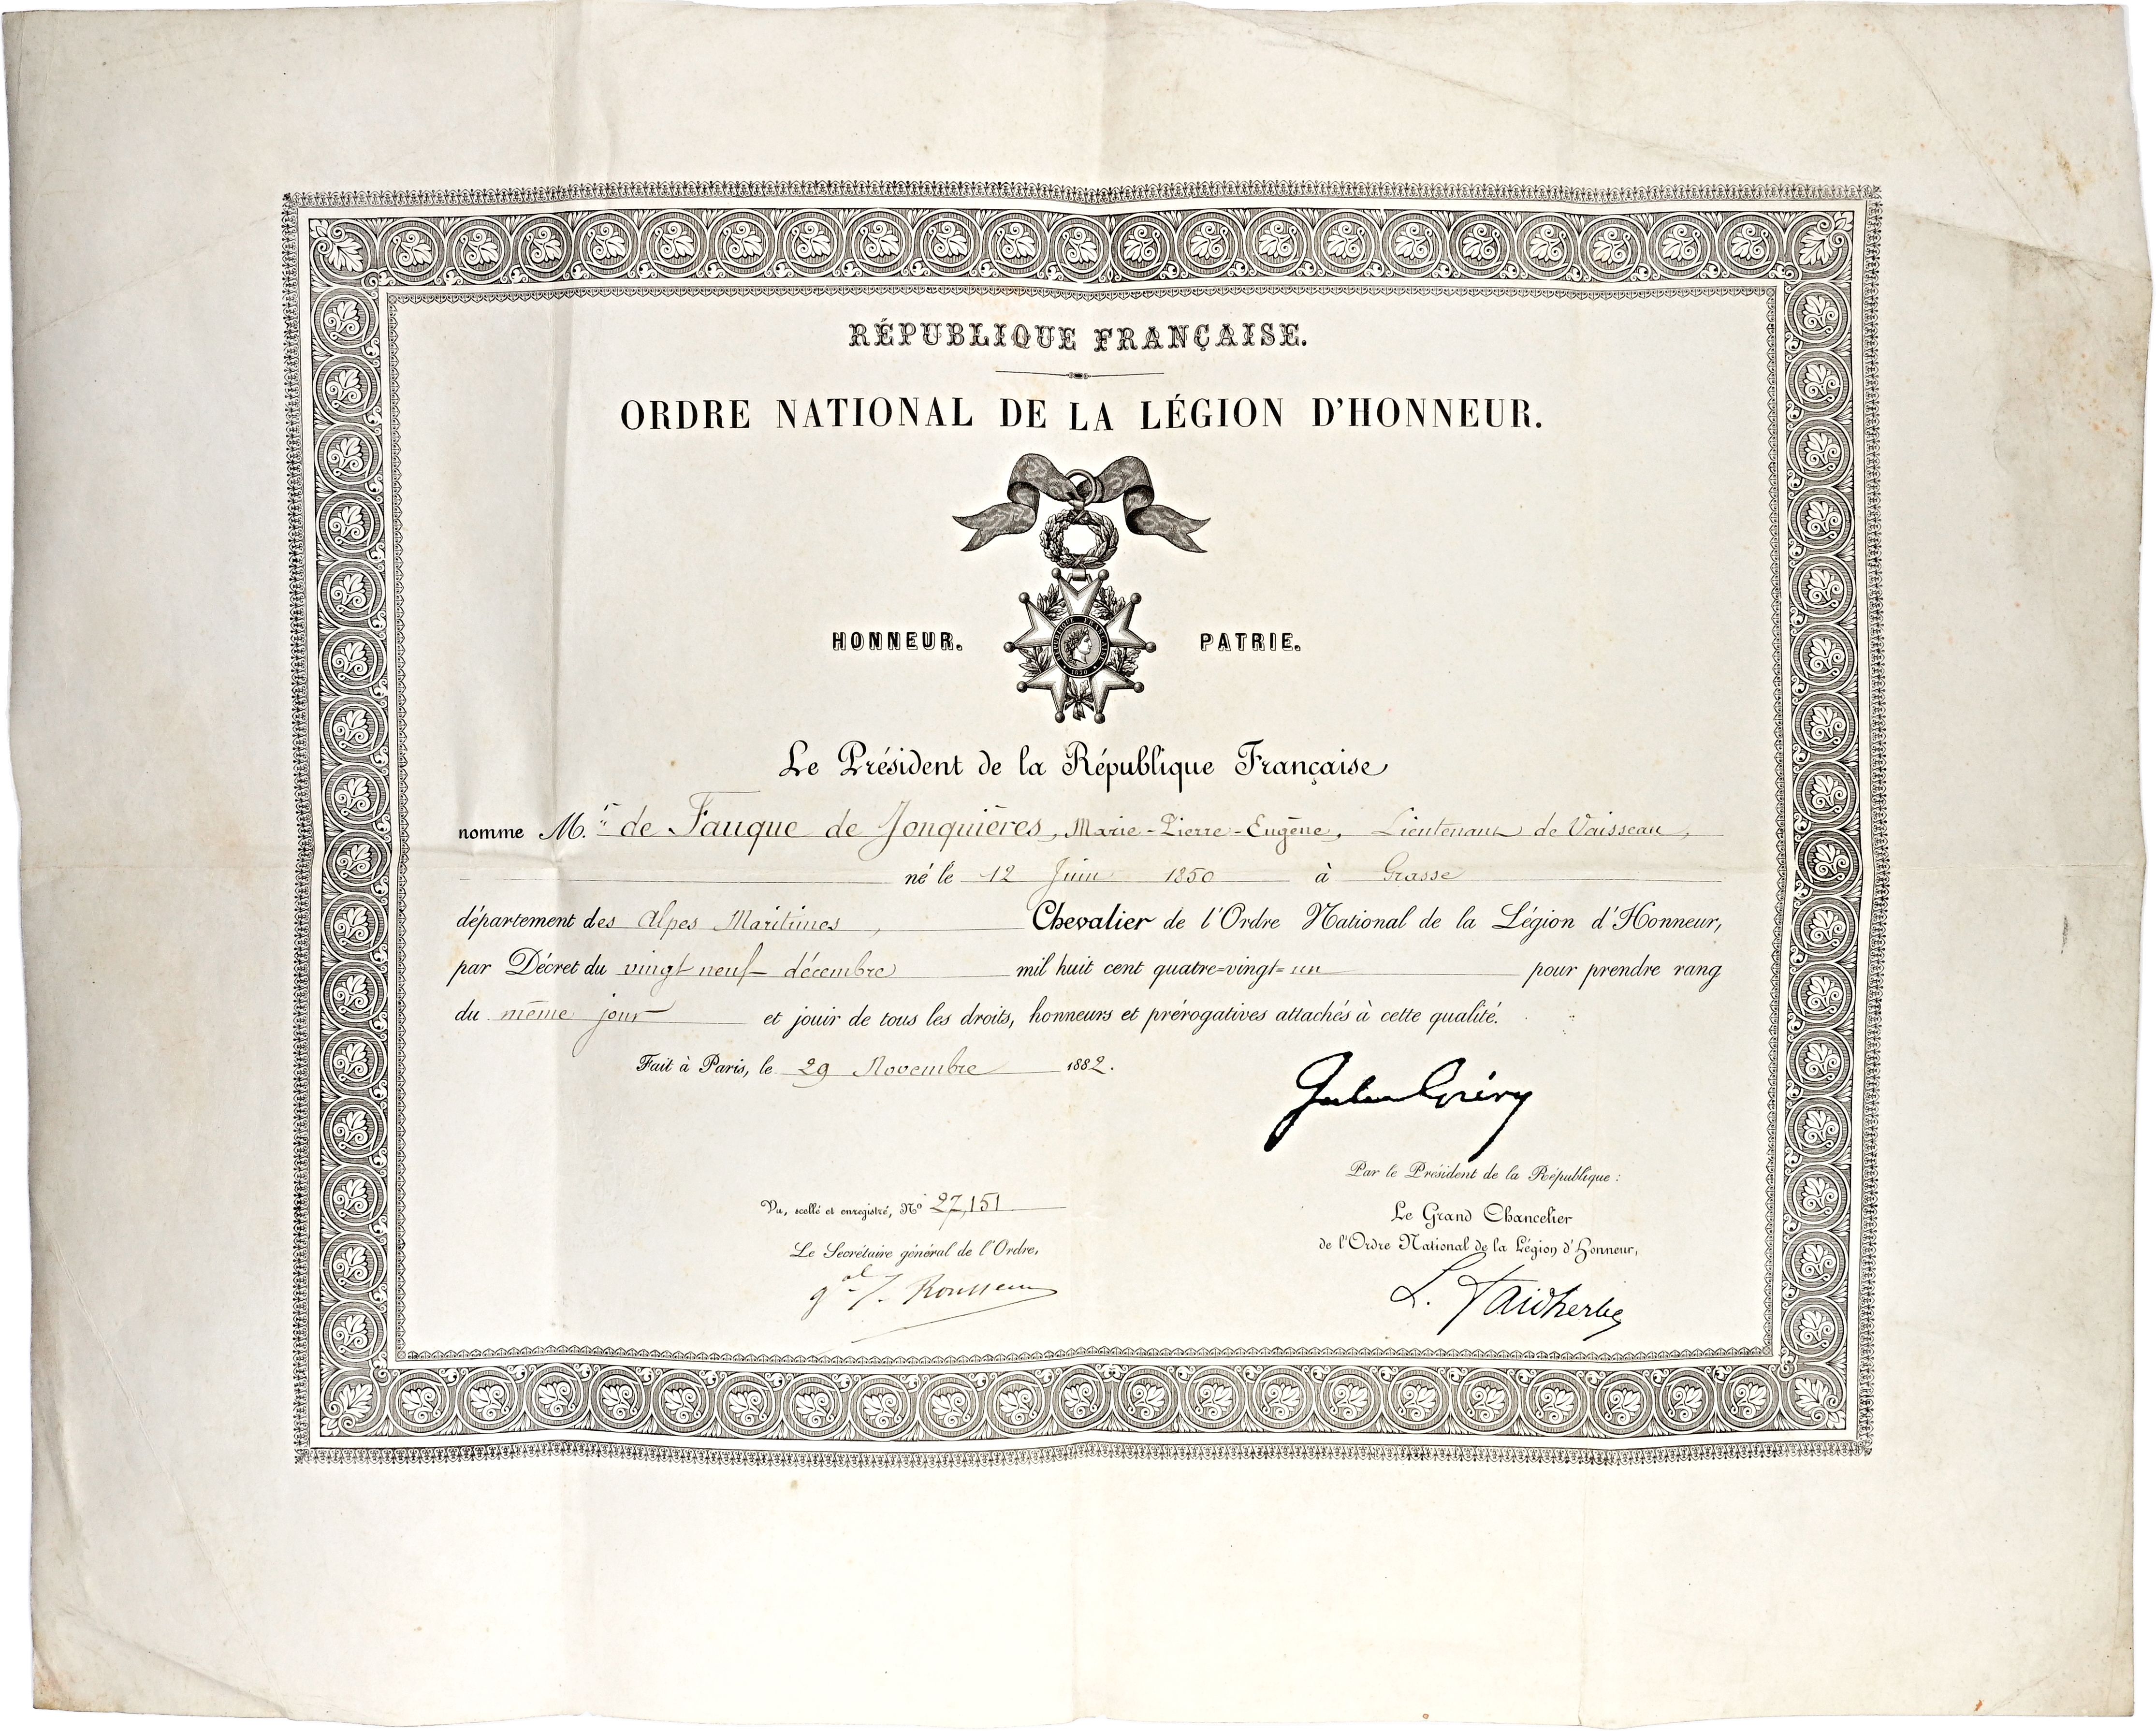 RÉPUBLIQUE FRANÇAISE.
ORDRE NATIONAL DE LA LÉGION D'HONNEUR.
HONNEUR. PATRIE.
Le Président de la République Française
nomme M.r de Fauque de Jonquières, Marie-Pierre-Eugène, Lieutenant de Vaisseau,
né le 12 Juin 1850 à Grasse
département des Alpes Maritimes, Chevalier de l'Ordre National de la Légion d'Honneur,
par Décret du vingt neuf décembre mil huit cent quatre-vingt-un pour prendre rang
du même jour et jouir de tous les droits, honneurs et prérogatives attachés à cette qualité.
Fait à Paris, le 29 Novembre 1882.
Jules Grévy
Par le Président de la République :
Vu, scellé et enregistré, No 27,151
Le Grand Chancelier
de l'Ordre National de la Légion d'Honneur,
Le Secrétaire général de l'Ordre,
gal J. Rousseau
L. Faidherbe